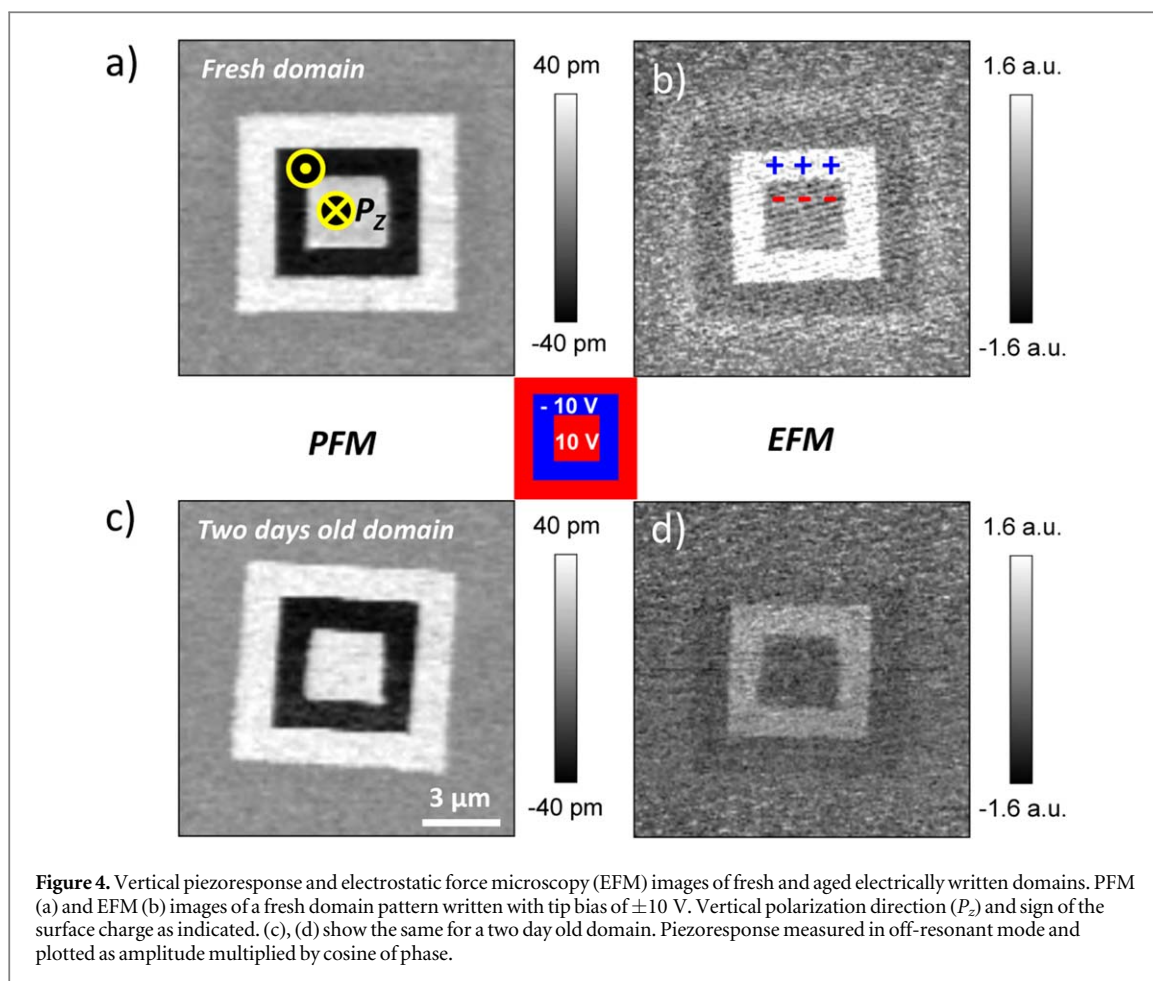 a)
Fresh domain
P_Z
40 pm
-40 pm
b)
+ + +
- - -
1.6 a.u.
-1.6 a.u.
PFM
- 10 V
10 V
EFM
c)
Two days old domain
3 µm
40 pm
-40 pm
d)
1.6 a.u.
-1.6 a.u.
Figure 4. Vertical piezoresponse and electrostatic force microscopy (EFM) images of fresh and aged electrically written domains. PFM
(a) and EFM (b) images of a fresh domain pattern written with tip bias of ±10 V. Vertical polarization direction (P_z) and sign of the
surface charge as indicated. (c), (d) show the same for a two day old domain. Piezoresponse measured in off-resonant mode and
plotted as amplitude multiplied by cosine of phase.